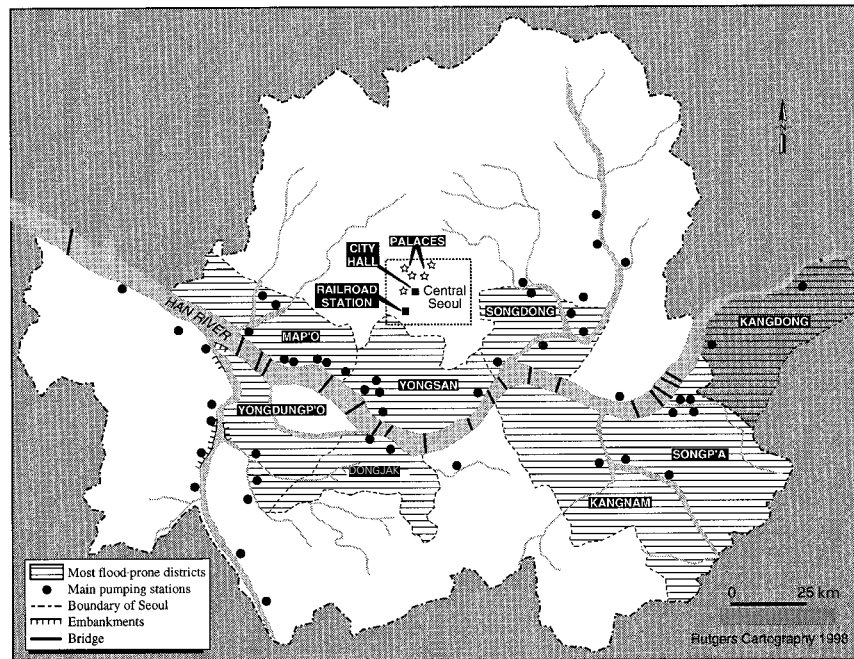 N
PALACES
CITY
HALL
Central
Seoul
RAILROAD
STATION
SONGDONG
KANGDONG
HAN RIVER
MAP'O
YONGSAN
YONGDUNGP'O
SONGP'A
DONGJAK
KANGNAM
Most flood-prone districts
Main pumping stations
Boundary of Seoul
Embankments
Bridge
0 25 km
Rutgers Cartography 1998